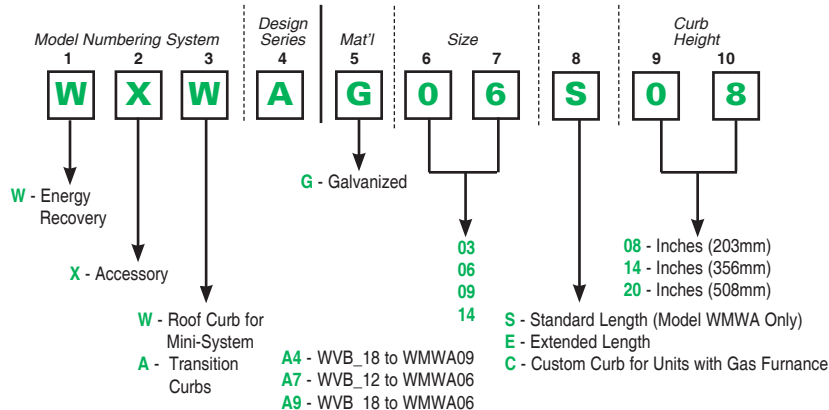 Model Numbering System
Design
Series
Mat'l
Size
Curb
Height
1 2 3 4 5 6 7 8 9 10
W X W A G 0 6 S 0 8
W - Energy
Recovery
X - Accessory
W - Roof Curb for
Mini-System
A - Transition
Curbs
G - Galvanized
03
06
09
14
A4 - WVB_18 to WMWA09
A7 - WVB_12 to WMWA06
A9 - WVB_18 to WMWA06
S - Standard Length (Model WMWA Only)
E - Extended Length
C - Custom Curb for Units with Gas Furnance
08 - Inches (203mm)
14 - Inches (356mm)
20 - Inches (508mm)